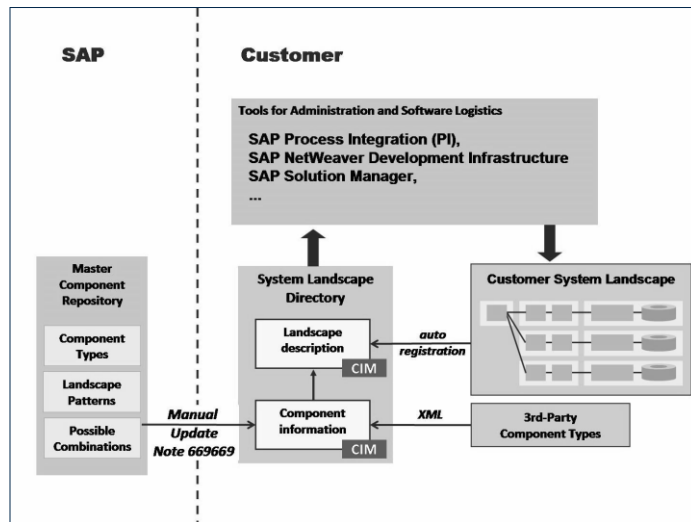 SAP
Customer
Tools for Administration and Software Logistics
SAP Process Integration (PI),
SAP NetWeaver Development Infrastructure
SAP Solution Manager,
...
Master
Component
Repository
Component
Types
Landscape
Patterns
Possible
Combinations
Manual
Update
Note 669669
System Landscape
Directory
Landscape
description
CIM
Component
information
CIM
auto
registration
XML
Customer System Landscape
3rd-Party
Component Types